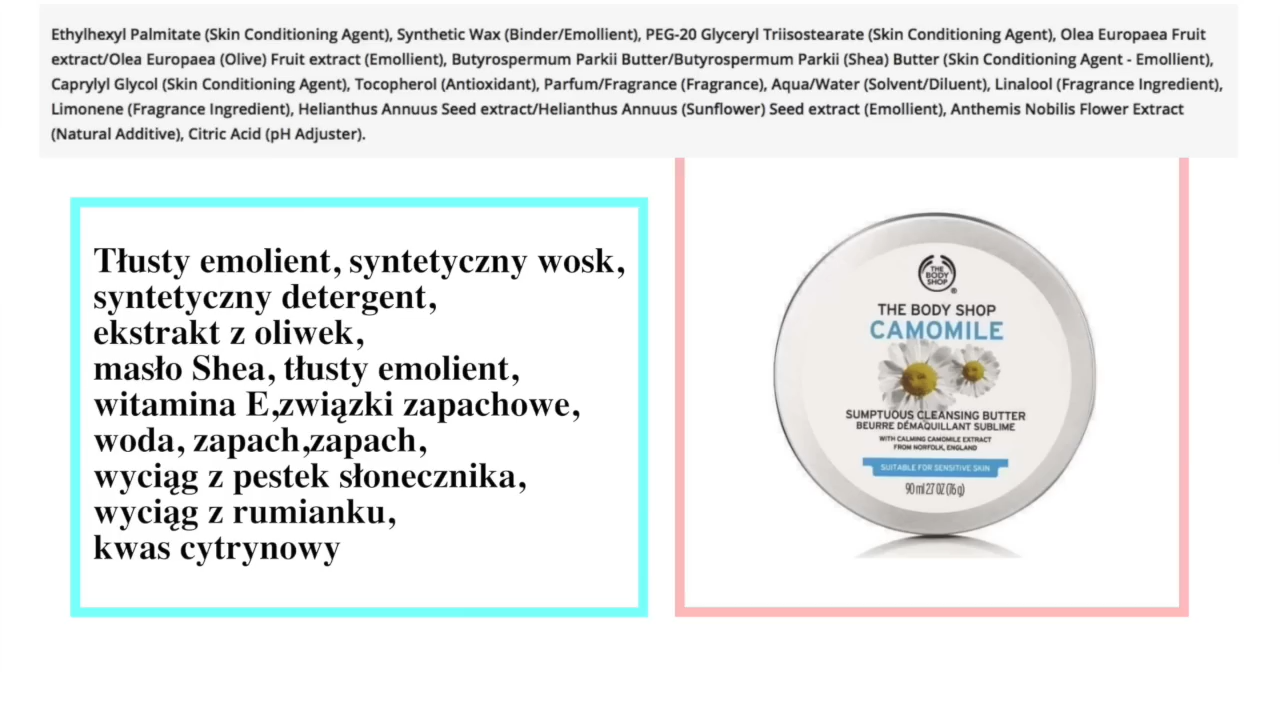 Ethylhexyl Palmitate (Skin Conditioning Agent), Synthetic Wax (Binder/Emollient), PEG-20 Glyceryl Triisostearate (Skin Conditioning Agent), Olea Europaea Fruit
extract/Olea Europaea (Olive) Fruit extract (Emollient), Butyrospermum Parkii Butter/Butyrospermum Parkii (Shea) Butter (Skin Conditioning Agent - Emollient),
Caprylyl Glycol (Skin Conditioning Agent), Tocopherol (Antioxidant), Parfum/Fragrance (Fragrance), Aqua/Water (Solvent/Diluent), Linalool (Fragrance Ingredient),
Limonene (Fragrance Ingredient), Helianthus Annuus Seed extract/Helianthus Annuus (Sunflower) Seed extract (Emollient), Anthemis Nobilis Flower Extract
(Natural Additive), Citric Acid (pH Adjuster).
Tłusty emolient, syntetyczny wosk,
syntetyczny detergent,
ekstrakt z oliwek,
masło Shea, tłusty emolient,
witamina E,związki zapachowe,
woda, zapach,zapach,
wyciąg z pestek słonecznika,
wyciąg z rumianku,
kwas cytrynowy
THE
BODY
SHOP
®
THE BODY SHOP
CAMOMILE
SUMPTUOUS CLEANSING BUTTER
BEURRE DÉMAQUILLANT SUBLIME
WITH CALMING CAMOMILE EXTRACT
FROM NORFOLK, ENGLAND
SUITABLE FOR SENSITIVE SKIN
90 ml 2.7 OZ (76 g)